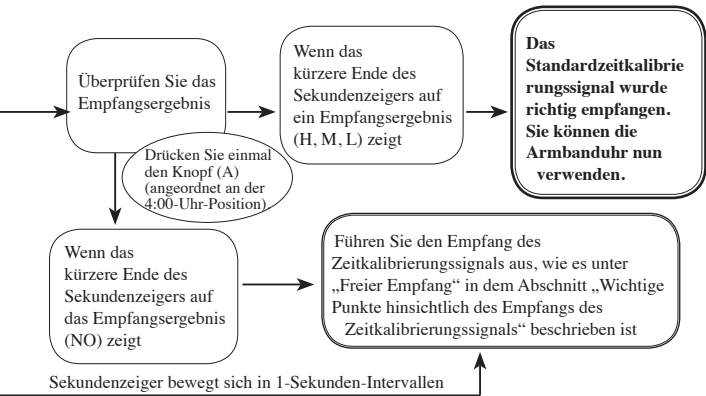 Überprüfen Sie das
Empfangsergebnis
Drücken Sie einmal
den Knopf (A)
(angeordnet an der
4:00-Uhr-Position).
Wenn das
kürzere Ende des
Sekundenzeigers auf
ein Empfangsergebnis
(H, M, L) zeigt
Das
Standardzeitkalibrie
rungssignal wurde
richtig empfangen.
Sie können die
Armbanduhr nun
verwenden.
Wenn das
kürzere Ende des
Sekundenzeigers auf
das Empfangsergebnis
(NO) zeigt
Führen Sie den Empfang des
Zeitkalibrierungssignals aus, wie es unter
„Freier Empfang“ in dem Abschnitt „Wichtige
Punkte hinsichtlich des Empfangs des
Zeitkalibrierungssignals“ beschrieben ist
Sekundenzeiger bewegt sich in 1-Sekunden-Intervallen